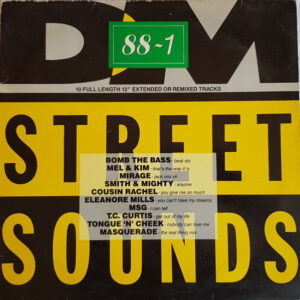 DM
88-1
10 FULL LENGTH 12" EXTENDED OR REMIXED TRACKS
STREET
BOMB THE BASS - beat dis
MEL & KIM - that's the way it is
MIRAGE - jack mix vii
SMITH & MIGHTY - anyone
COUSIN RACHEL - you give me so much
ELEANORE MILLS - you can't have my dreams
MSG - i can tell
T.C. CURTIS - get out of my life
TONGUE 'N' CHEEK - nobody can love me
MASQUERADE - the real thing mix
SOUNDS